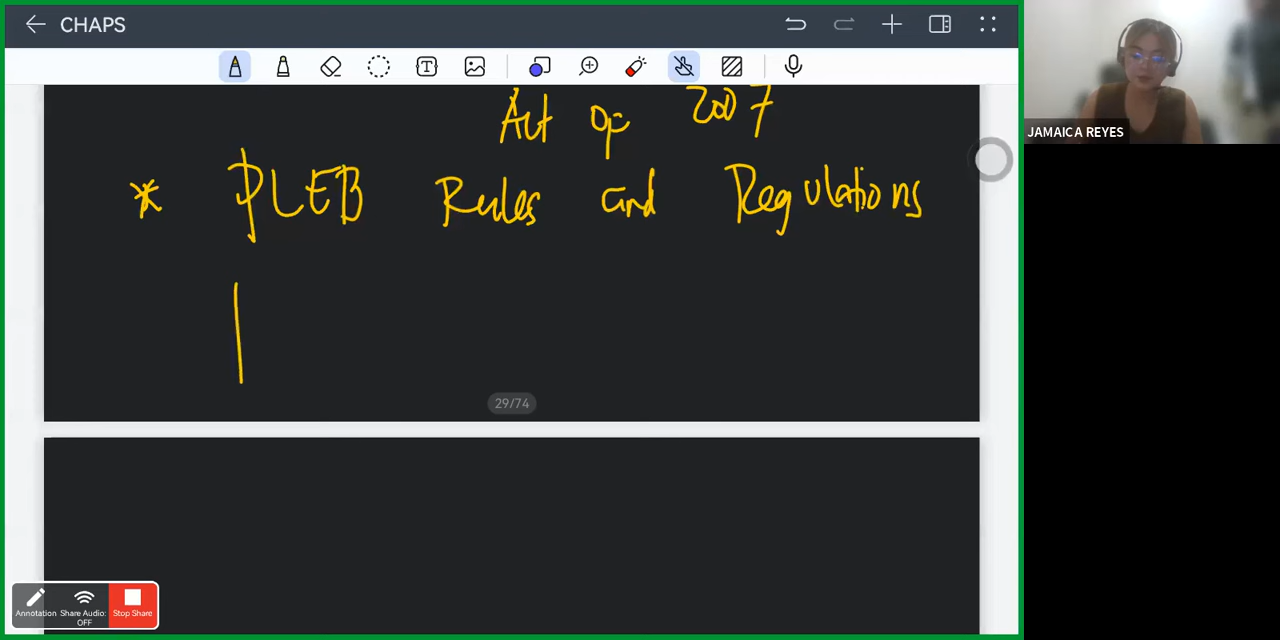 CHAPS
JAMAICA REYES
Act of 2007
* PLEB Rules and Regulations
29/74
Annotation
Share Audio: OFF
Stop Share